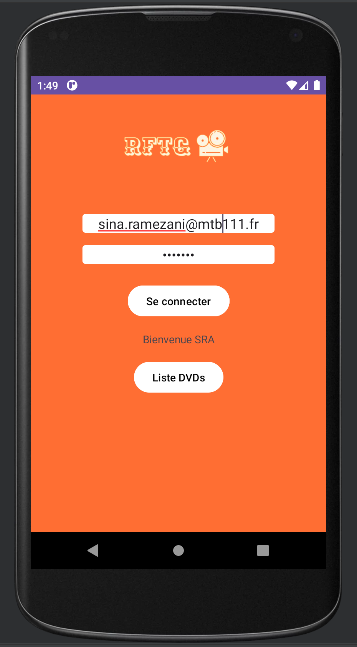 1:49
RFTG
sina.ramezani@mtb111.fr
•••••••
Se connecter
Bienvenue SRA
Liste DVDs